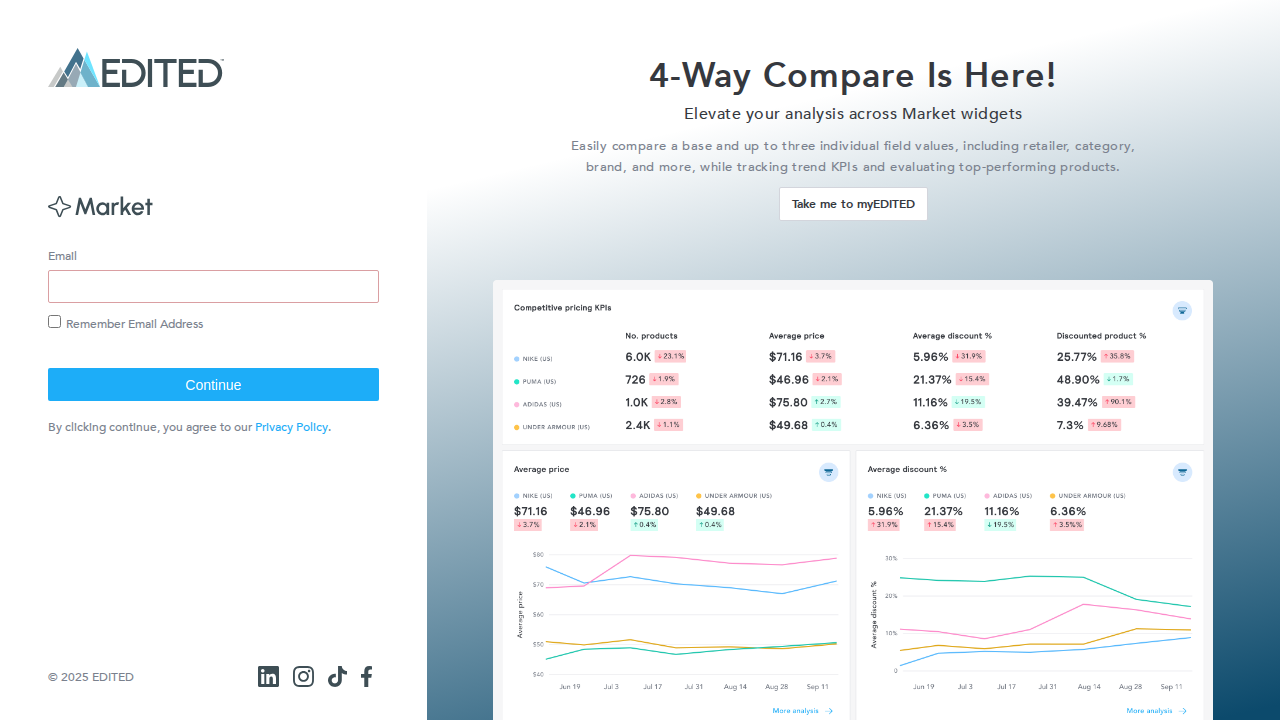 EDITED
Market
Email
Remember Email Address
Continue
By clicking continue, you agree to our Privacy Policy.
© 2025 EDITED
4-Way Compare Is Here!
Elevate your analysis across Market widgets
Easily compare a base and up to three individual field values, including retailer, category,
brand, and more, while tracking trend KPIs and evaluating top-performing products.
Take me to myEDITED
Competitive pricing KPIs
No. products Average price Average discount % Discounted product %
NIKE (US) 6.0K ↓23.1% $71.16 ↓3.7% 5.96% ↓31.9% 25.77% ↑35.8%
PUMA (US) 726 ↓1.9% $46.96 ↓2.1% 21.37% ↓15.4% 48.90% ↓1.7%
ADIDAS (US) 1.0K ↓2.8% $75.80 ↑2.7% 11.16% ↓19.5% 39.47% ↑90.1%
UNDER ARMOUR (US) 2.4K ↓1.1% $49.68 ↑0.4% 6.36% ↓3.5% 7.3% ↑9.68%
Average price
NIKE (US) PUMA (US) ADIDAS (US) UNDER ARMOUR (US)
$71.16 $46.96 $75.80 $49.68
↓3.7% ↓2.1% ↑0.4% ↑0.4%
$80
$70
$60
$50
$40
Average price
Jun 19 Jul 3 Jul 17 Jul 31 Aug 14 Aug 28 Sep 11
More analysis →
Average discount %
NIKE (US) PUMA (US) ADIDAS (US) UNDER ARMOUR (US)
5.96% 21.37% 11.16% 6.36%
↑31.9% ↑15.4% ↓19.5% ↑3.5%%
30%
20%
10%
0
Average discount %
Jun 19 Jul 3 Jul 17 Jul 31 Aug 14 Aug 28 Sep 11
More analysis →